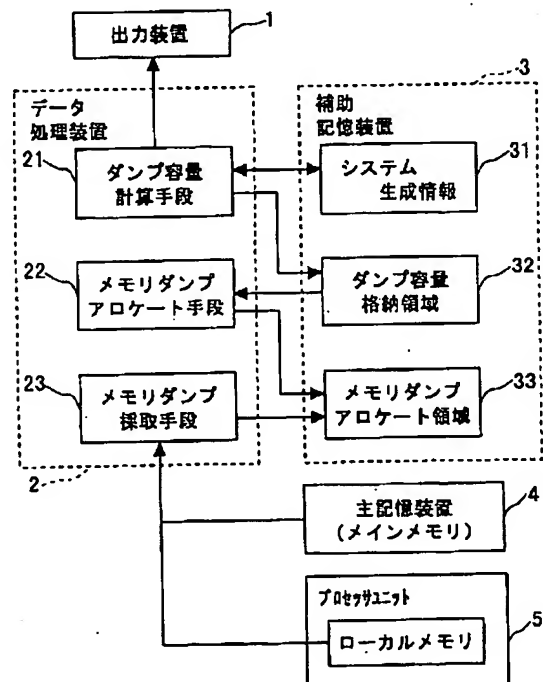 出力装置
1
データ
処理装置
21
ダンプ容量
計算手段
22
メモリダンプ
アロケート手段
23
メモリダンプ
採取手段
2
3
補助
記憶装置
システム
生成情報
31
ダンプ容量
格納領域
32
メモリダンプ
アロケート領域
33
主記憶装置
(メインメモリ)
4
プロセッサユニット
ローカルメモリ
5